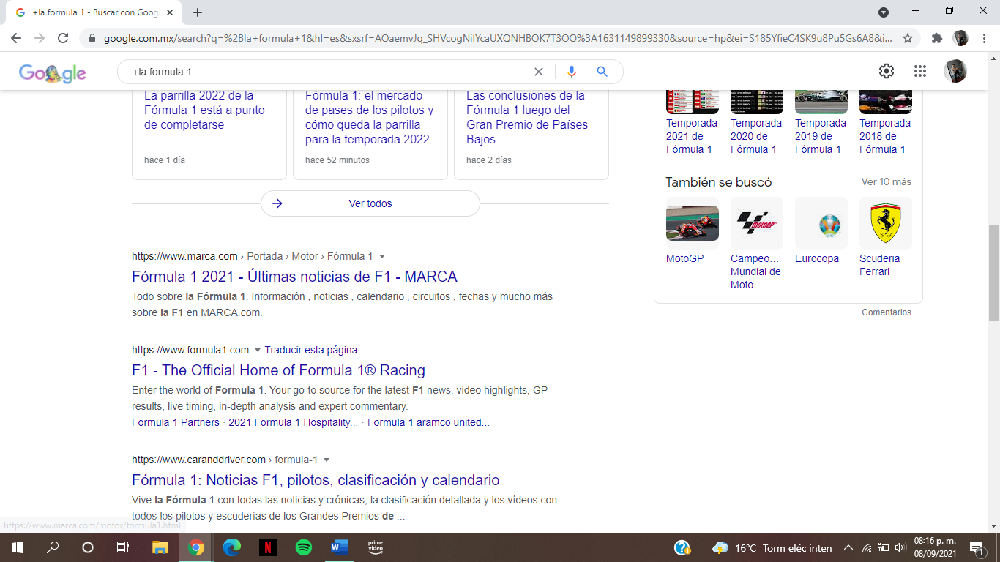 +la formula 1 - Buscar con Goog
google.com.mx/search?q=%2Bla+formula+1&hl=es&sxsrf=AOaemvJq_SHVcogNiIYcaUXQNHBOK7T3OQ%3A1631149899330&source=hp&ei=S185YfieC4SK9u8Pu5Gs6A8&i...
Google
+la formula 1
La parrilla 2022 de la
Fórmula 1 está a punto
de completarse
hace 1 día
Fórmula 1: el mercado
de pases de los pilotos y
cómo queda la parrilla
para la temporada 2022
hace 52 minutos
Las conclusiones de la
Fórmula 1 luego del
Gran Premio de Países
Bajos
hace 2 días
Ver todos
https://www.marca.com › Portada › Motor › Fórmula 1
Fórmula 1 2021 - Últimas noticias de F1 - MARCA
Todo sobre la Fórmula 1. Información , noticias , calendario , circuitos , fechas y mucho más
sobre la F1 en MARCA.com.
https://www.formula1.com Traducir esta página
F1 - The Official Home of Formula 1® Racing
Enter the world of Formula 1. Your go-to source for the latest F1 news, video highlights, GP
results, live timing, in-depth analysis and expert commentary.
Formula 1 Partners · 2021 Formula 1 Hospitality... · Formula 1 aramco united...
https://www.caranddriver.com › formula-1
Fórmula 1: Noticias F1, pilotos, clasificación y calendario
Vive la Fórmula 1 con todas las noticias y crónicas, la clasificación detallada y los vídeos con
todos los pilotos y escuderías de los Grandes Premios de ...
Temporada
2021 de
Fórmula 1
Temporada
2020 de
Fórmula 1
Temporada
2019 de
Fórmula 1
Temporada
2018 de
Fórmula 1
También se buscó
Ver 10 más
MotoGP
MotoGP
Campeo...
Mundial de
Moto...
Eurocopa
S F
Scuderia
Ferrari
Comentarios
https://www.marca.com/motor/formula1.html
prime
video
16°C Torm eléc inten
08:16 p. m.
08/09/2021
1